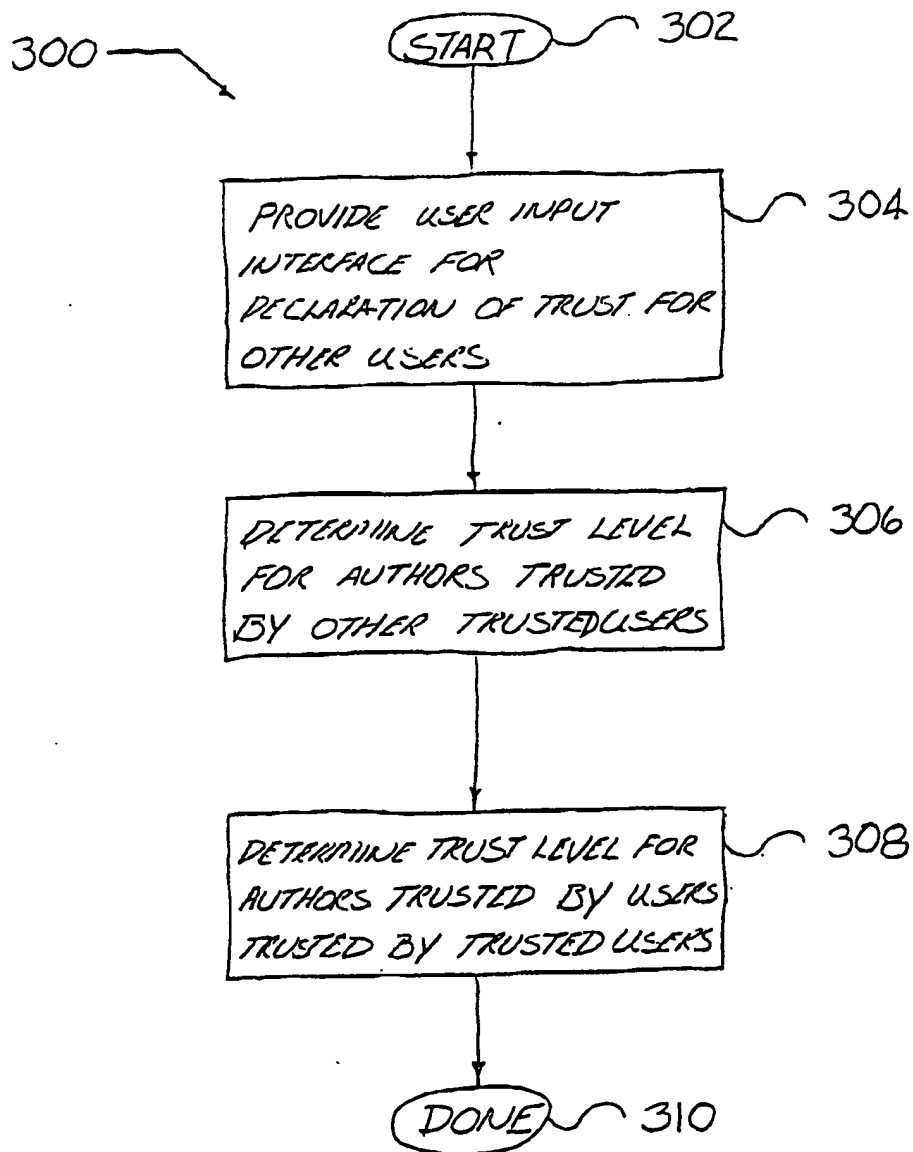 300
START
302
PROVIDE USER INPUT
INTERFACE FOR
DECLARATION OF TRUST FOR
OTHER USERS
304
DETERMINE TRUST LEVEL
FOR AUTHORS TRUSTED
BY OTHER TRUSTED USERS
306
DETERMINE TRUST LEVEL FOR
AUTHORS TRUSTED BY USERS
TRUSTED BY TRUSTED USERS
308
DONE
310